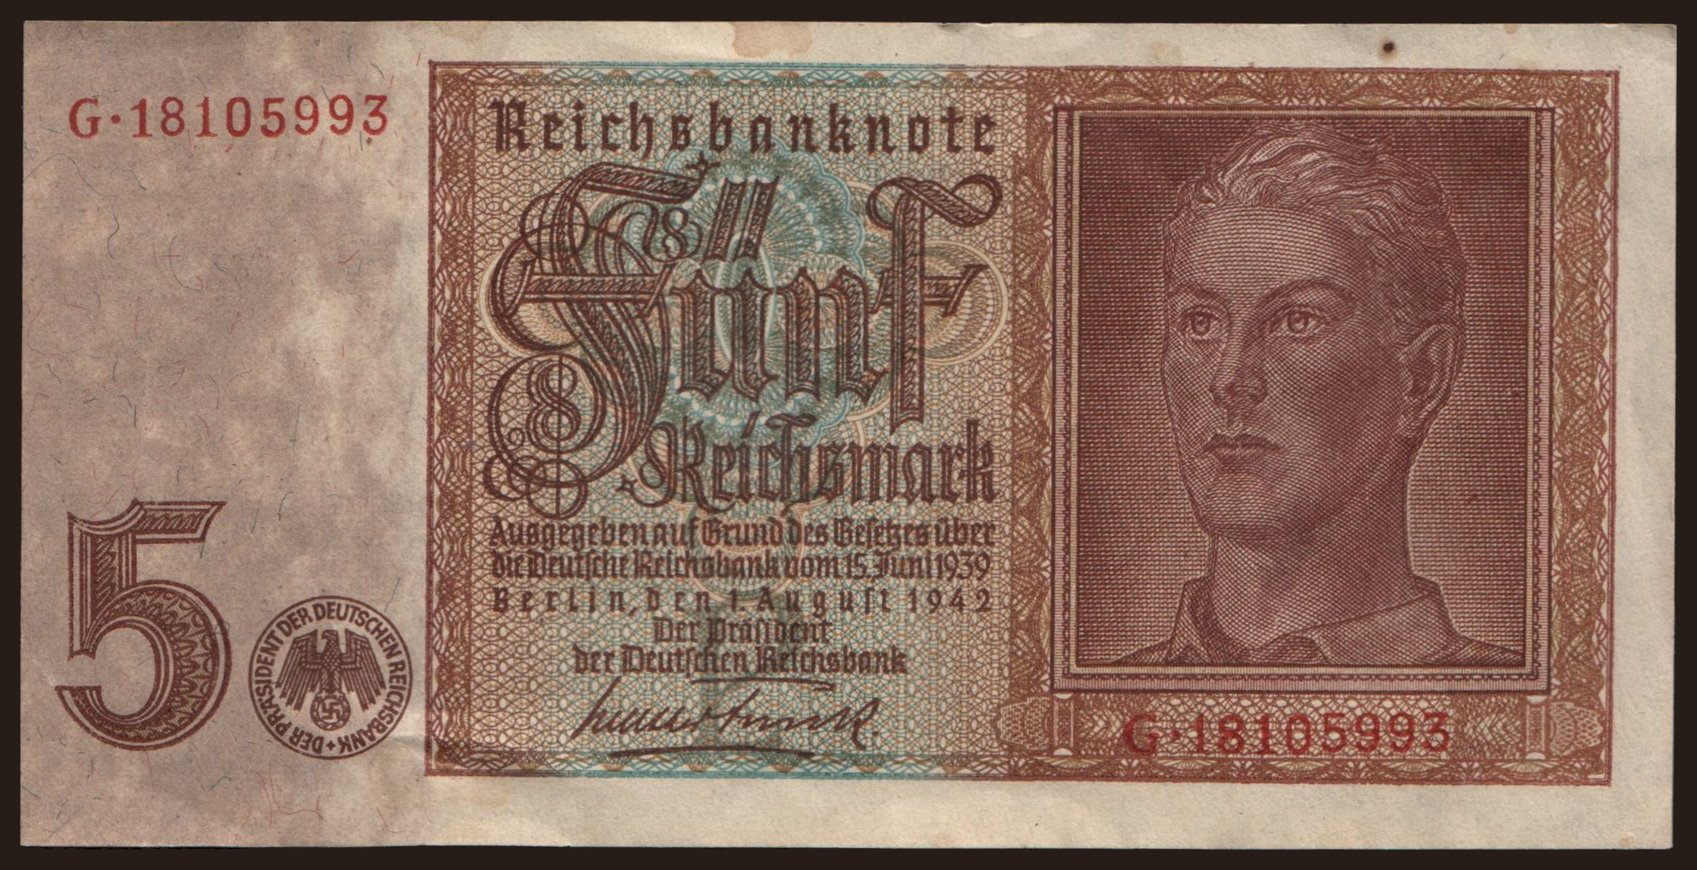 G·18105993
Reichsbanknote
Fünf
Reichsmark
Ausgegeben auf Grund des Gesetzes über
die Deutsche Reichsbank vom 15. Juni 1939
Berlin, den 1. August 1942
Der Präsident
der Deutschen Reichsbank
5
DER PRÄSIDENT DER DEUTSCHEN REICHSBANK
G·18105993